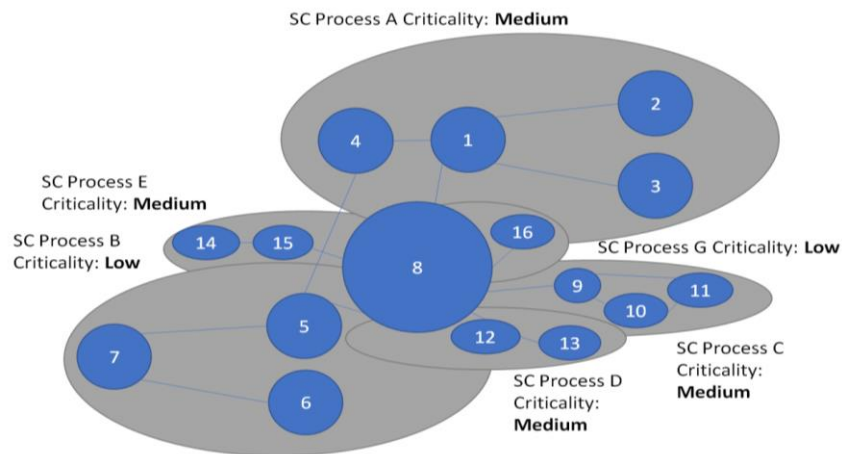 SC Process A Criticality: Medium
2
4
1
3
SC Process E
Criticality: Medium
14
15
16
SC Process B
Criticality: Low
SC Process G Criticality: Low
8
9
11
10
5
12
13
7
6
SC Process C
Criticality:
Medium
SC Process D
Criticality:
Medium